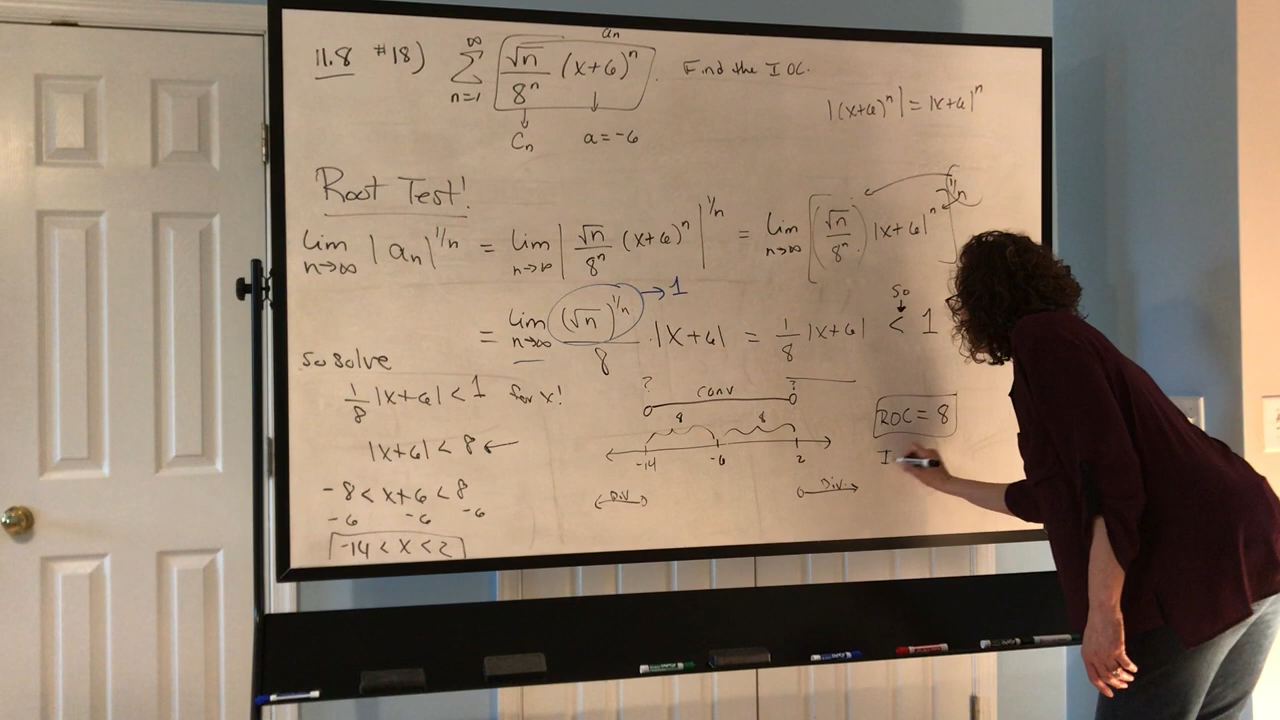 11.8 #18) ∞ ∑ n=1 √n/8ⁿ (x+6)ⁿ aₙ . Find the IOC.
Cₙ a=-6
|(x+6)ⁿ| = |x+6|ⁿ
Root Test!
lim n→∞ |aₙ|^(1/n) = lim n→∞ |√n/8ⁿ (x+6)ⁿ|^(1/n) = lim n→∞ [(√n/8ⁿ) |x+6|ⁿ]^(1/n)
= lim n→∞ (√n)^(1/n)/8 · |x+6| = 1/8 |x+6| < 1
→ 1
so
so solve
1/8 |x+6| < 1 for x!
|x+6| < 8 ←
-8 < x+6 < 8
-6 -6 -6
-14 < x < 2
? conv ?
8 8
-14 -6 2
Div Div.
ROC = 8
I